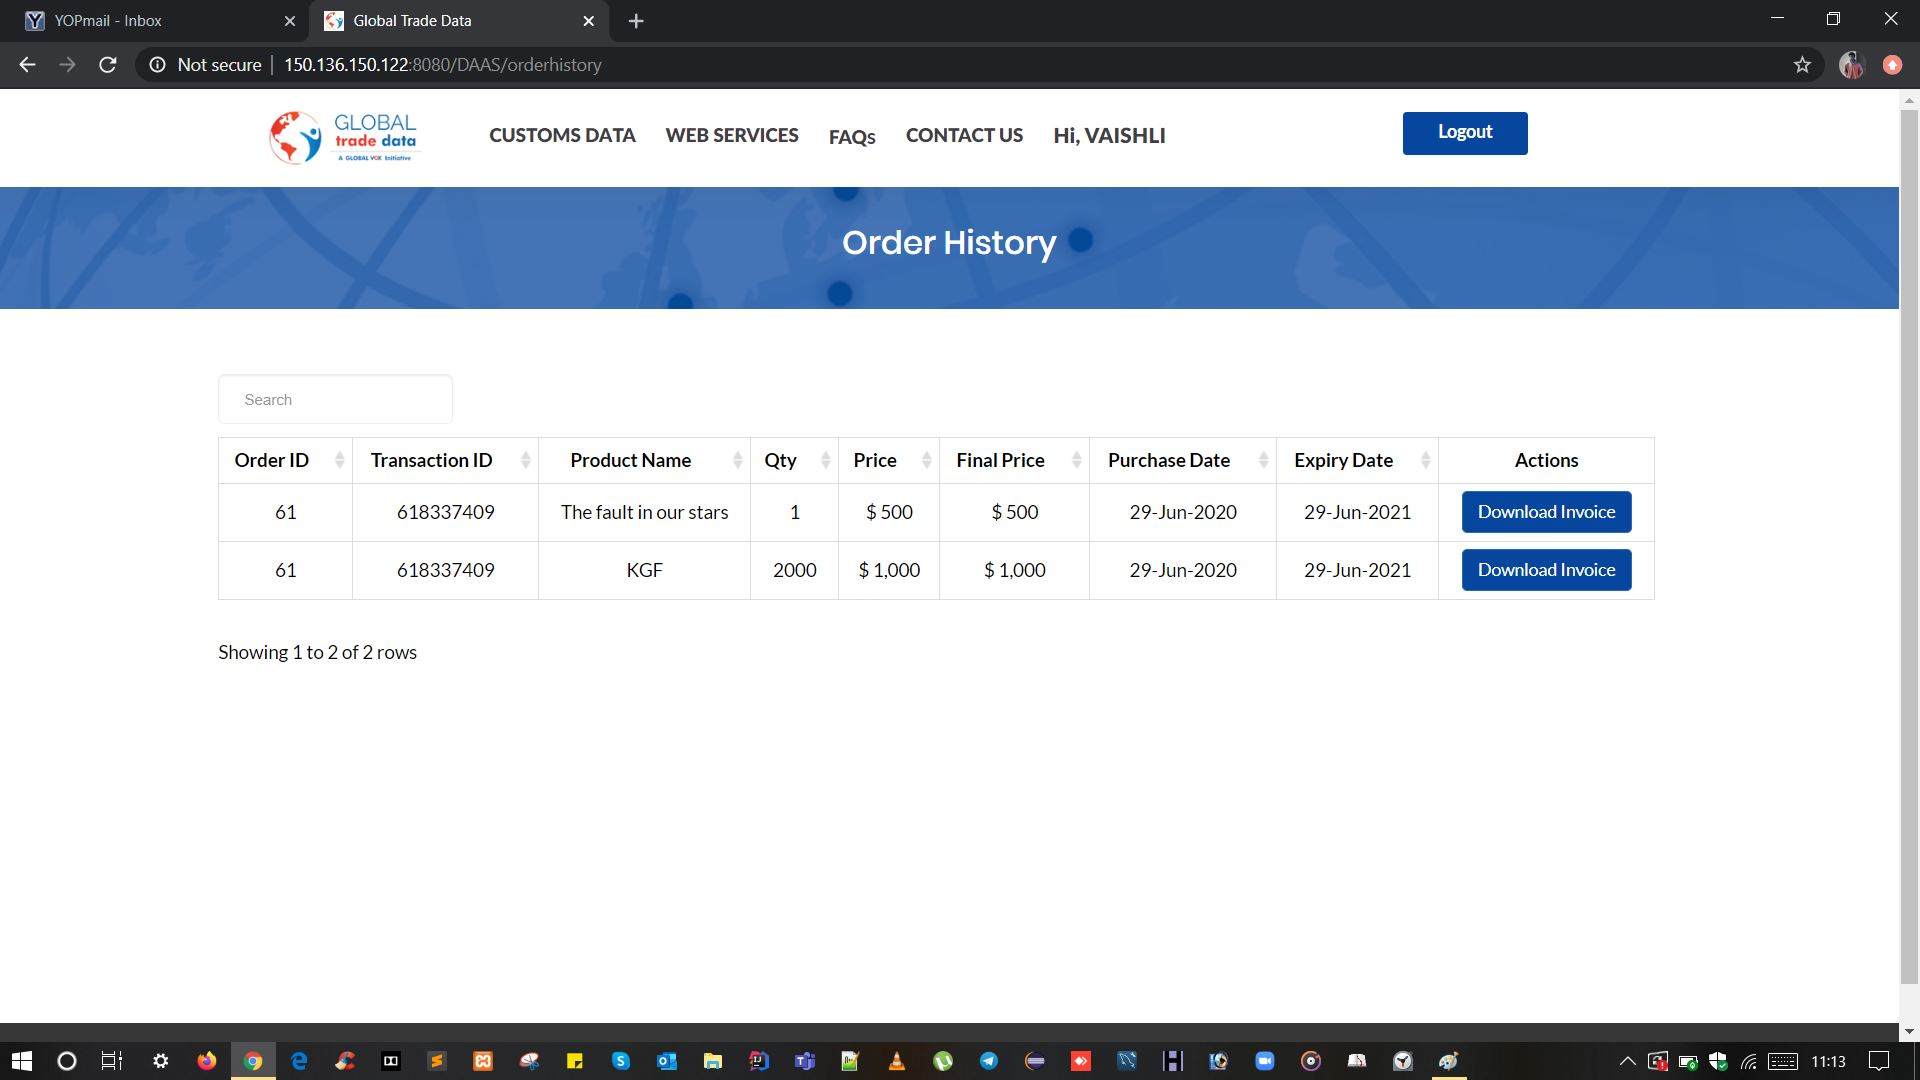 YOPmail - Inbox
Global Trade Data
Not secure | 150.136.150.122:8080/DAAS/orderhistory
GLOBAL
trade data
A GLOBAL VOX Initiative
CUSTOMS DATA WEB SERVICES FAQs CONTACT US Hi, VAISHLI
Logout
Order History
Search
Order ID Transaction ID Product Name Qty Price Final Price Purchase Date Expiry Date Actions
61 618337409 The fault in our stars 1 $ 500 $ 500 29-Jun-2020 29-Jun-2021 Download Invoice
61 618337409 KGF 2000 $ 1,000 $ 1,000 29-Jun-2020 29-Jun-2021 Download Invoice
Showing 1 to 2 of 2 rows
11:13